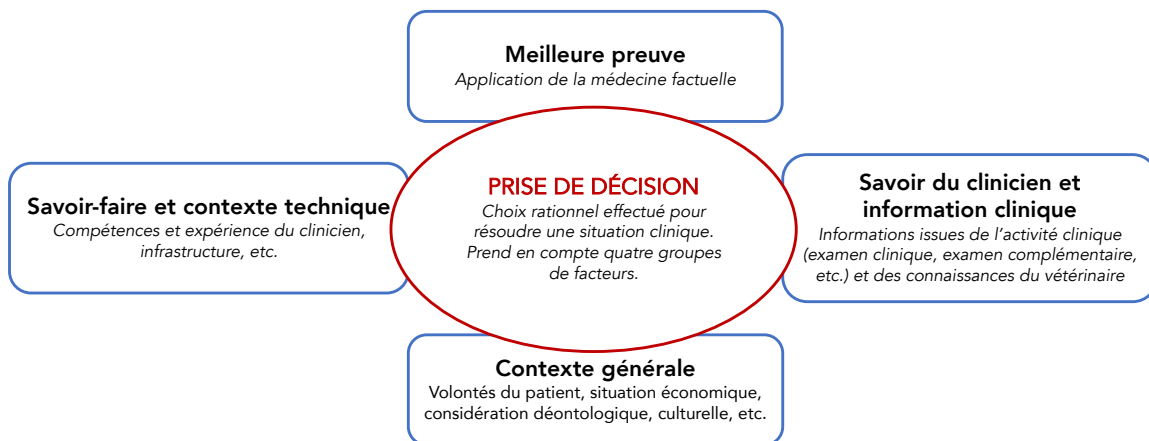 Meilleure preuve
Application de la médecine factuelle
Savoir-faire et contexte technique
Compétences et expérience du clinicien,
infrastructure, etc.
PRISE DE DÉCISION
Choix rationnel effectué pour
résoudre une situation clinique.
Prend en compte quatre groupes
de facteurs.
Savoir du clinicien et
information clinique
Informations issues de l'activité clinique
(examen clinique, examen complémentaire,
etc.) et des connaissances du vétérinaire
Contexte générale
Volontés du patient, situation économique,
considération déontologique, culturelle, etc.